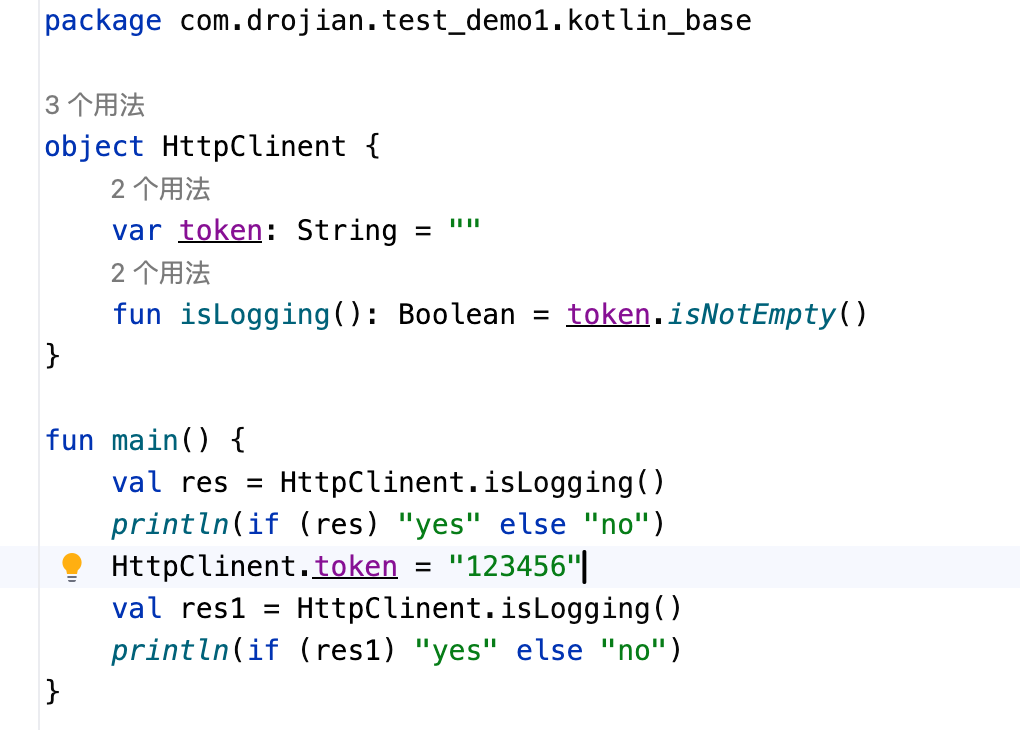 package com.drojian.test_demo1.kotlin_base
3 个用法
object HttpClinent {
2 个用法
var token: String = ""
2 个用法
fun isLogging(): Boolean = token.isNotEmpty()
}
fun main() {
val res = HttpClinent.isLogging()
println(if (res) "yes" else "no")
HttpClinent.token = "123456"
val res1 = HttpClinent.isLogging()
println(if (res1) "yes" else "no")
}